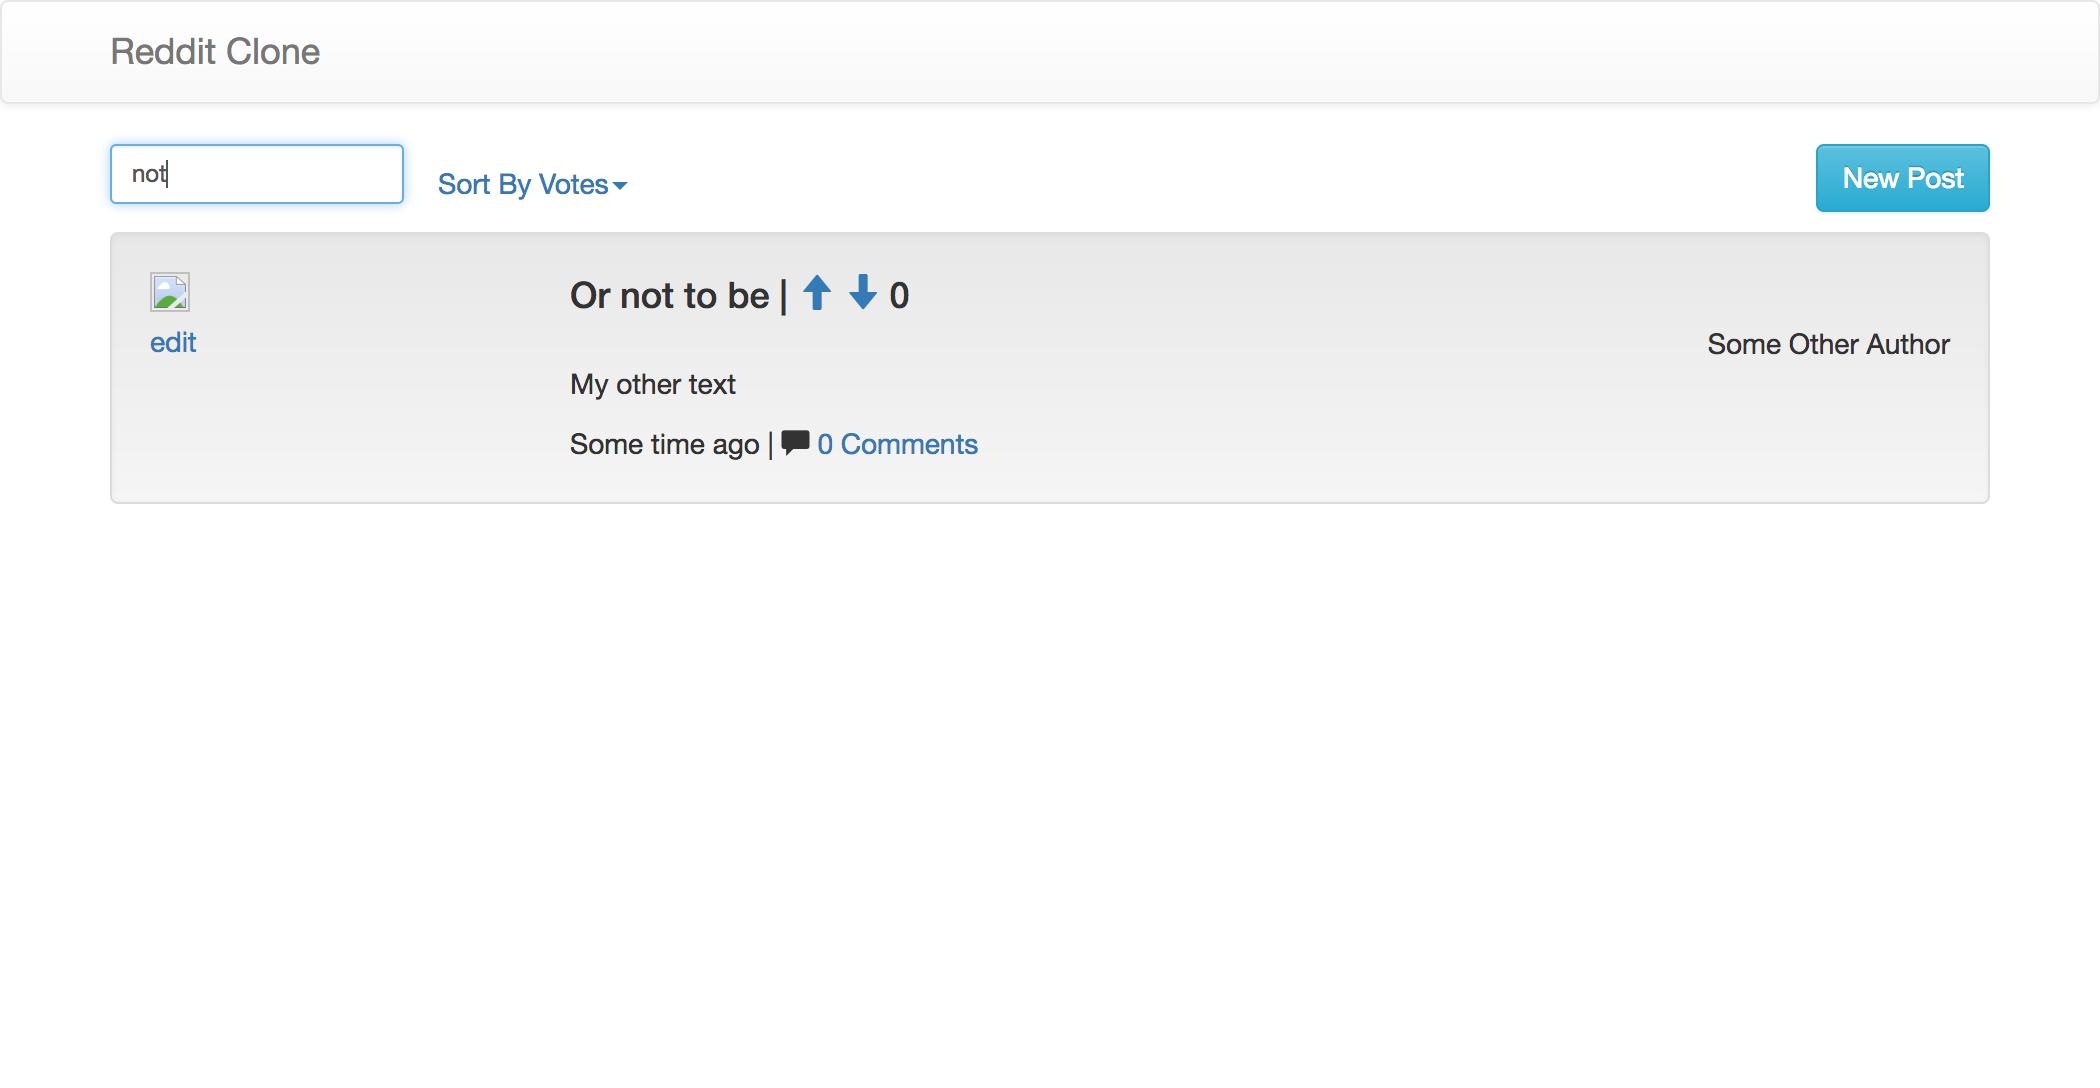 Reddit Clone
not
Sort By Votes
New Post
Or not to be | 0
edit
Some Other Author
My other text
Some time ago | 0 Comments